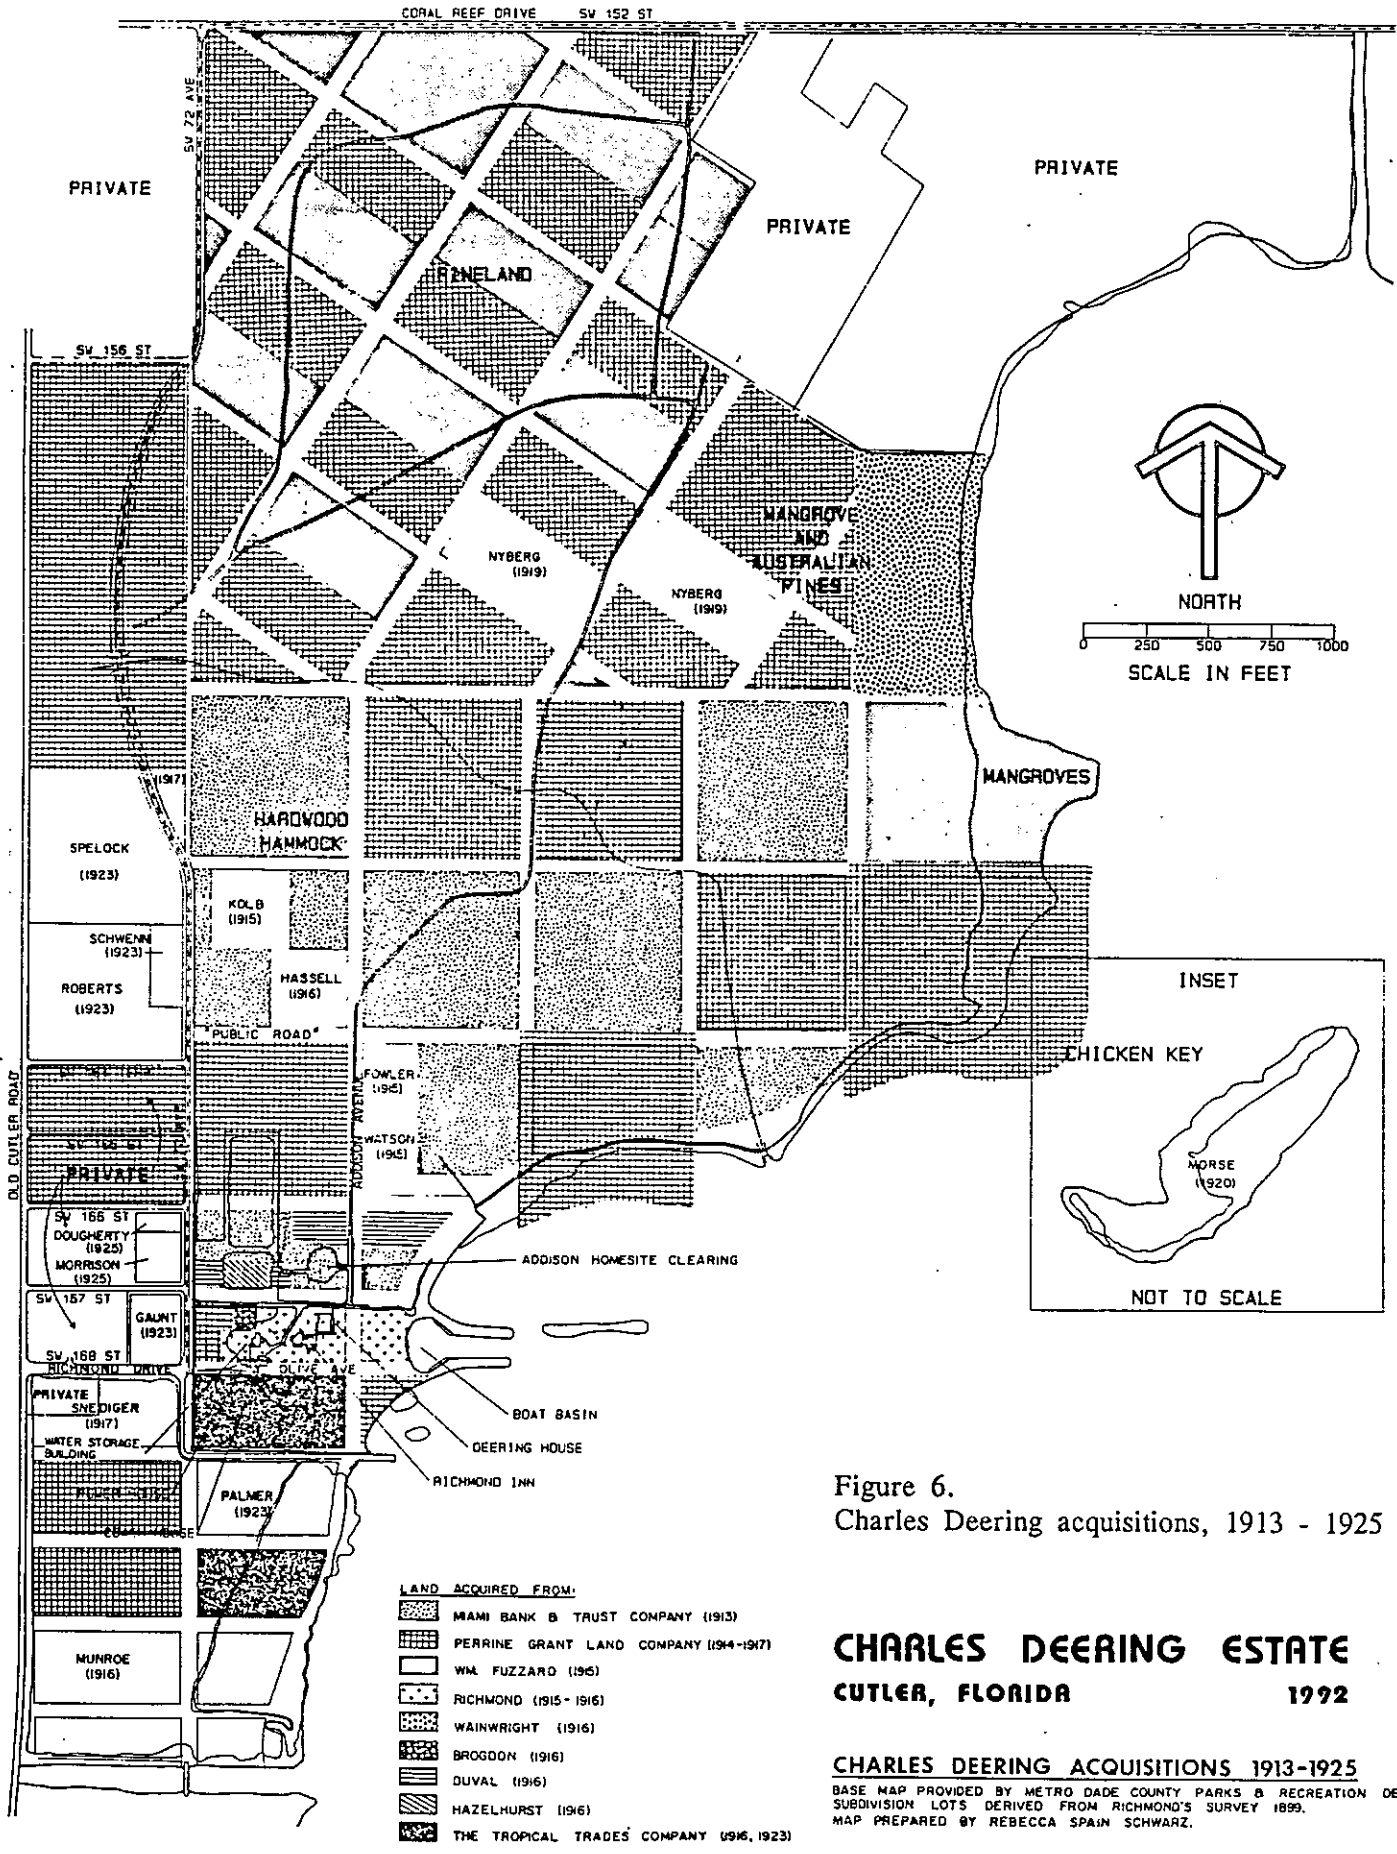 CORAL REEF DRIVE SW 152 ST
SW 72 AVE
PRIVATE
PRIVATE
PRIVATE
PINELAND
SW 156 ST
MANGROVE
AND
AUSTRALIAN
PINES
NYBERG
(1919)
NYBERG
(1919)
NORTH
0 250 500 750 1000
SCALE IN FEET
(1917)
MANGROVES
HARDWOOD
HAMMOCK
SPELOCK
(1923)
KOLB
(1915)
SCHWENN
(1923)
ROBERTS
(1923)
HASSELL
(1916)
"PUBLIC ROAD"
INSET
CHICKEN KEY
MORSE
(1920)
NOT TO SCALE
OLD CUTLER ROAD
FOWLER
(1915)
ADDISON AVENUE
WATSON
(1915)
PRIVATE
SW 166 ST
DOUGHERTY
(1925)
MORRISON
(1925)
ADDISON HOMESITE CLEARING
SW 167 ST
GAUNT
(1923)
SW 168 ST
RICHMOND DRIVE
OLIVE AVE
PRIVATE
SNEDIGER
(1917)
WATER STORAGE
BUILDING
BOAT BASIN
DEERING HOUSE
RICHMOND INN
PALMER
(1923)
MUNROE
(1916)
Figure 6.
Charles Deering acquisitions, 1913 - 1925
LAND ACQUIRED FROM:
MIAMI BANK & TRUST COMPANY (1913)
PERRINE GRANT LAND COMPANY (1914-1917)
WM. FUZZARD (1915)
RICHMOND (1915-1916)
WAINWRIGHT (1916)
BROGDON (1916)
DUVAL (1916)
HAZELHURST (1916)
THE TROPICAL TRADES COMPANY (1916, 1923)
CHARLES DEERING ESTATE
CUTLER, FLORIDA 1992
CHARLES DEERING ACQUISITIONS 1913-1925
BASE MAP PROVIDED BY METRO DADE COUNTY PARKS & RECREATION DE
SUBDIVISION LOTS DERIVED FROM RICHMOND'S SURVEY 1899.
MAP PREPARED BY REBECCA SPAIN SCHWARZ.